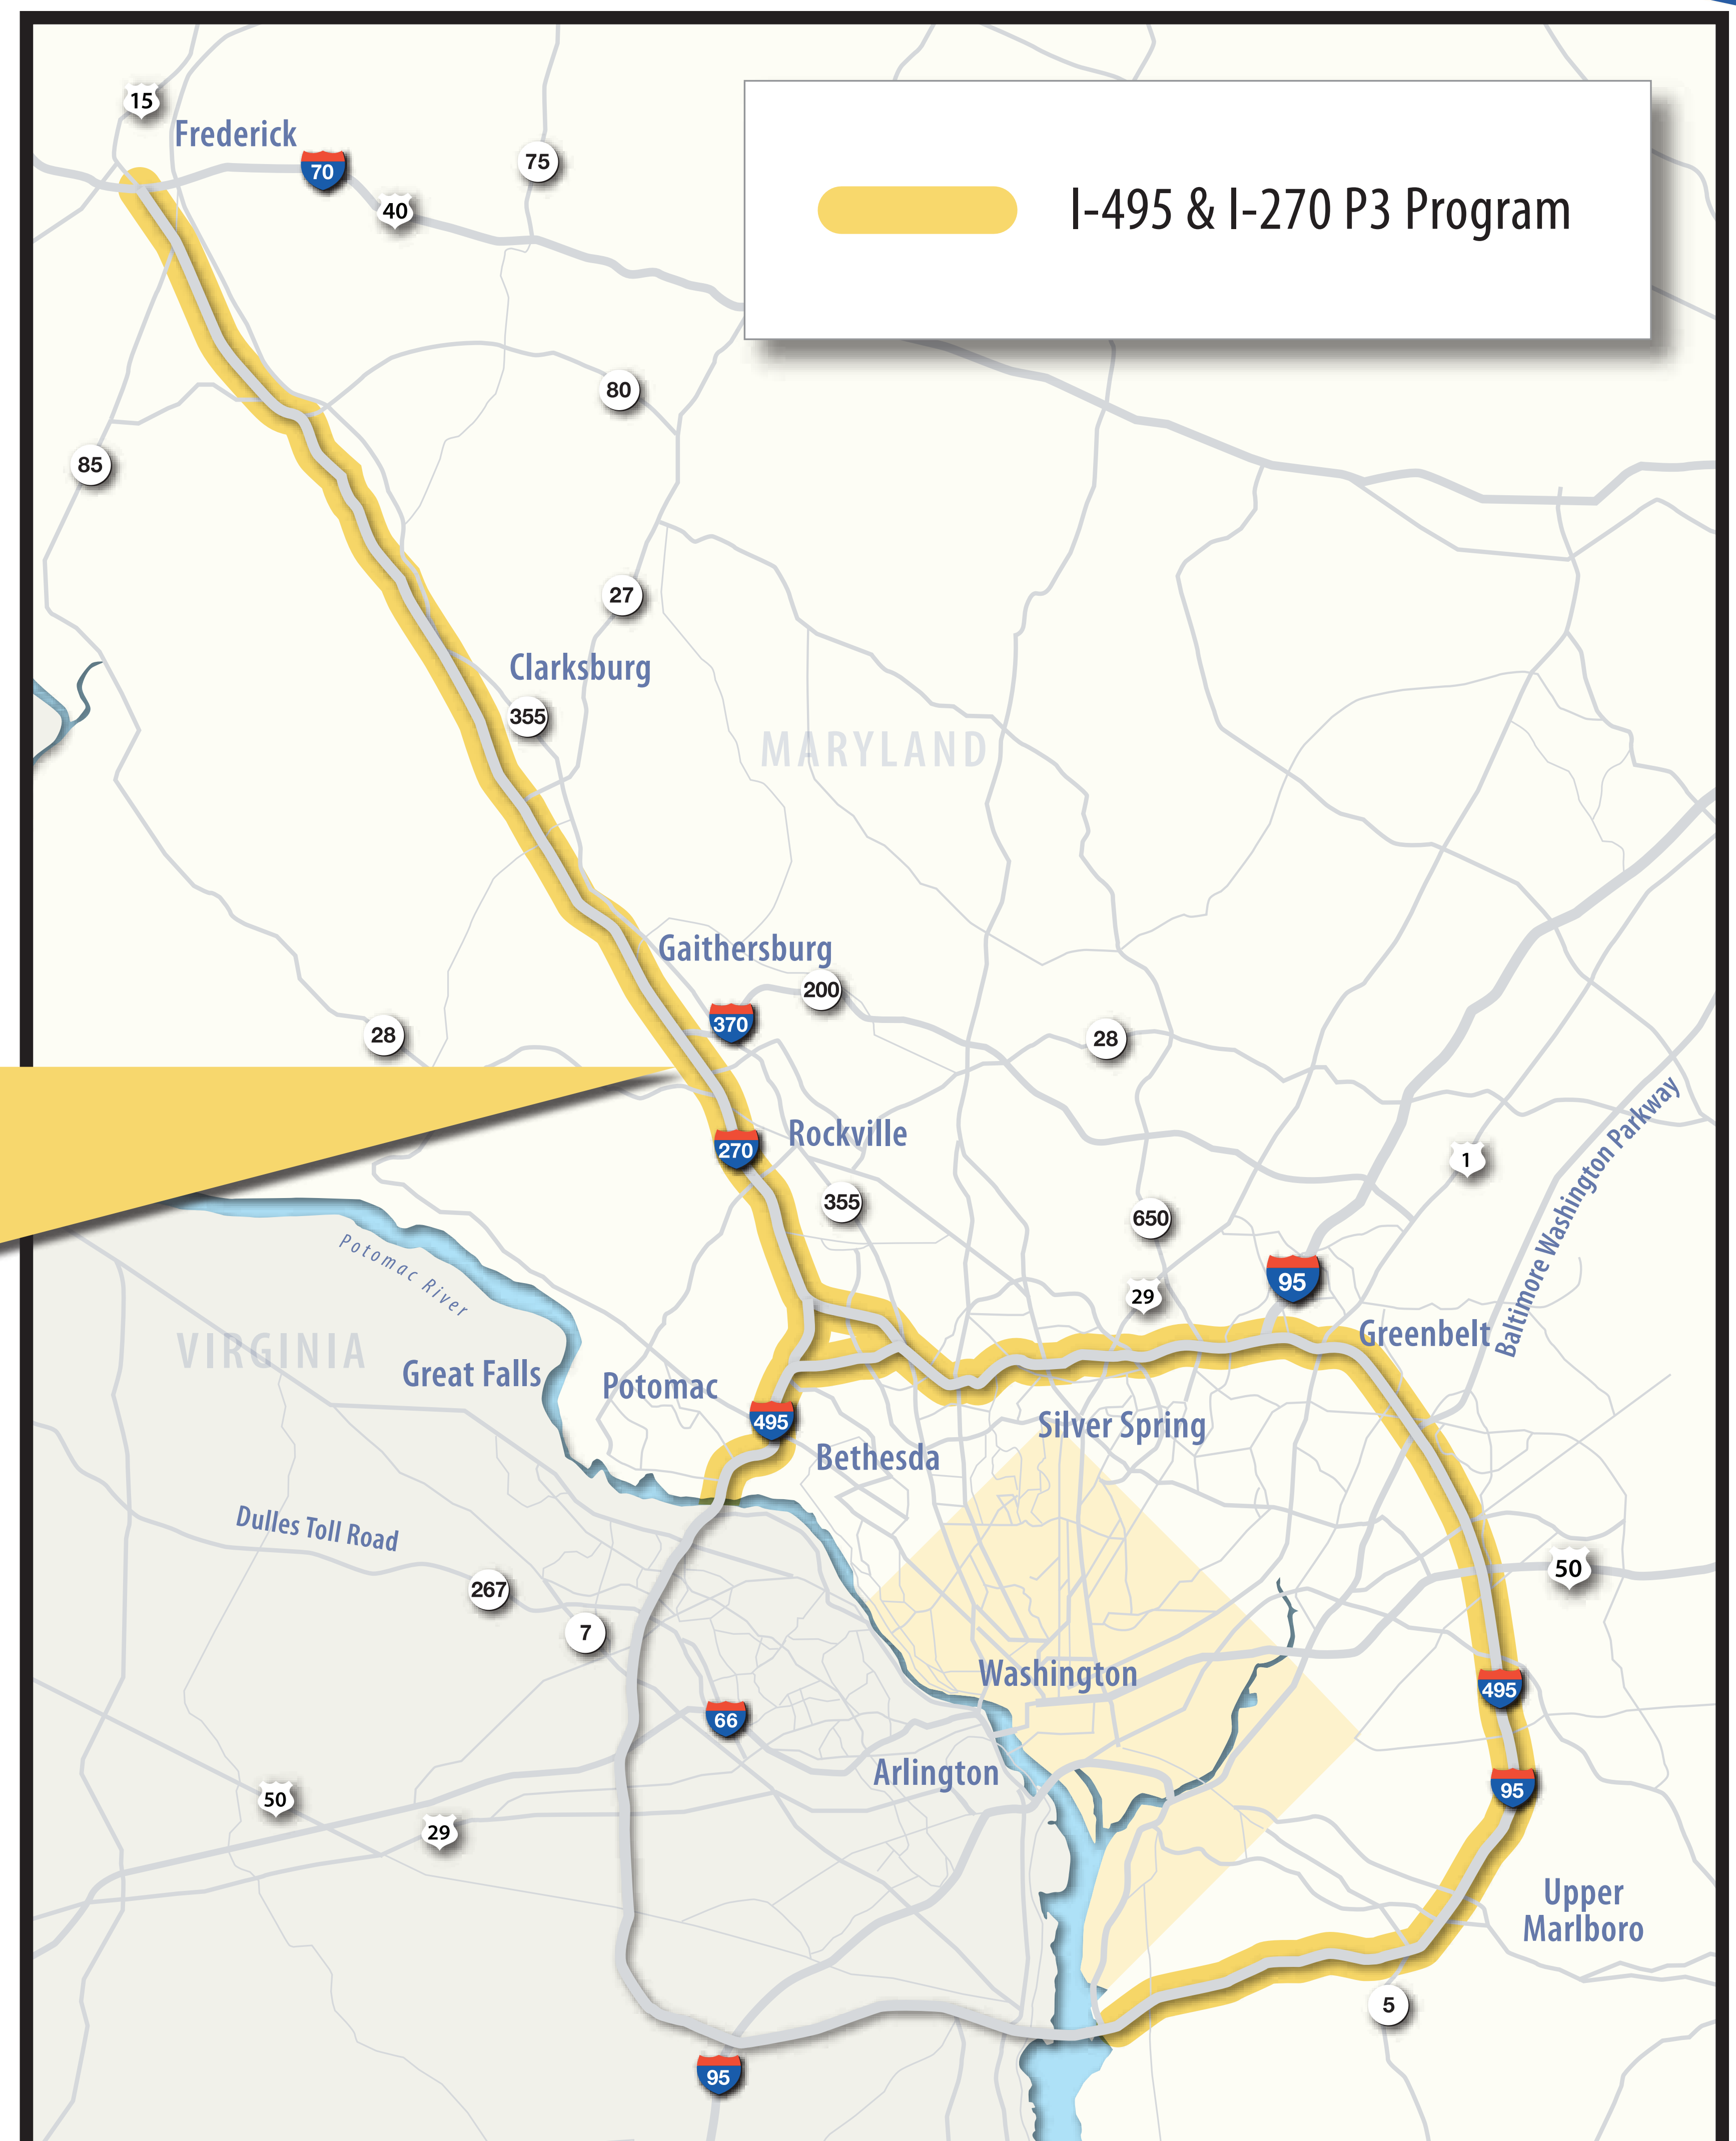 15
Frederick
70
75
40
I-495 & I-270 P3 Program
80
85
27
Clarksburg
355
MARYLAND
Gaithersburg
200
370
28
28
Rockville
270
1
Baltimore Washington Parkway
355
650
Potomac River
95
29
Greenbelt
VIRGINIA
Great Falls
Potomac
495
Silver Spring
Bethesda
Dulles Toll Road
50
267
7
Washington
495
66
Arlington
95
50
29
Upper
Marlboro
5
95